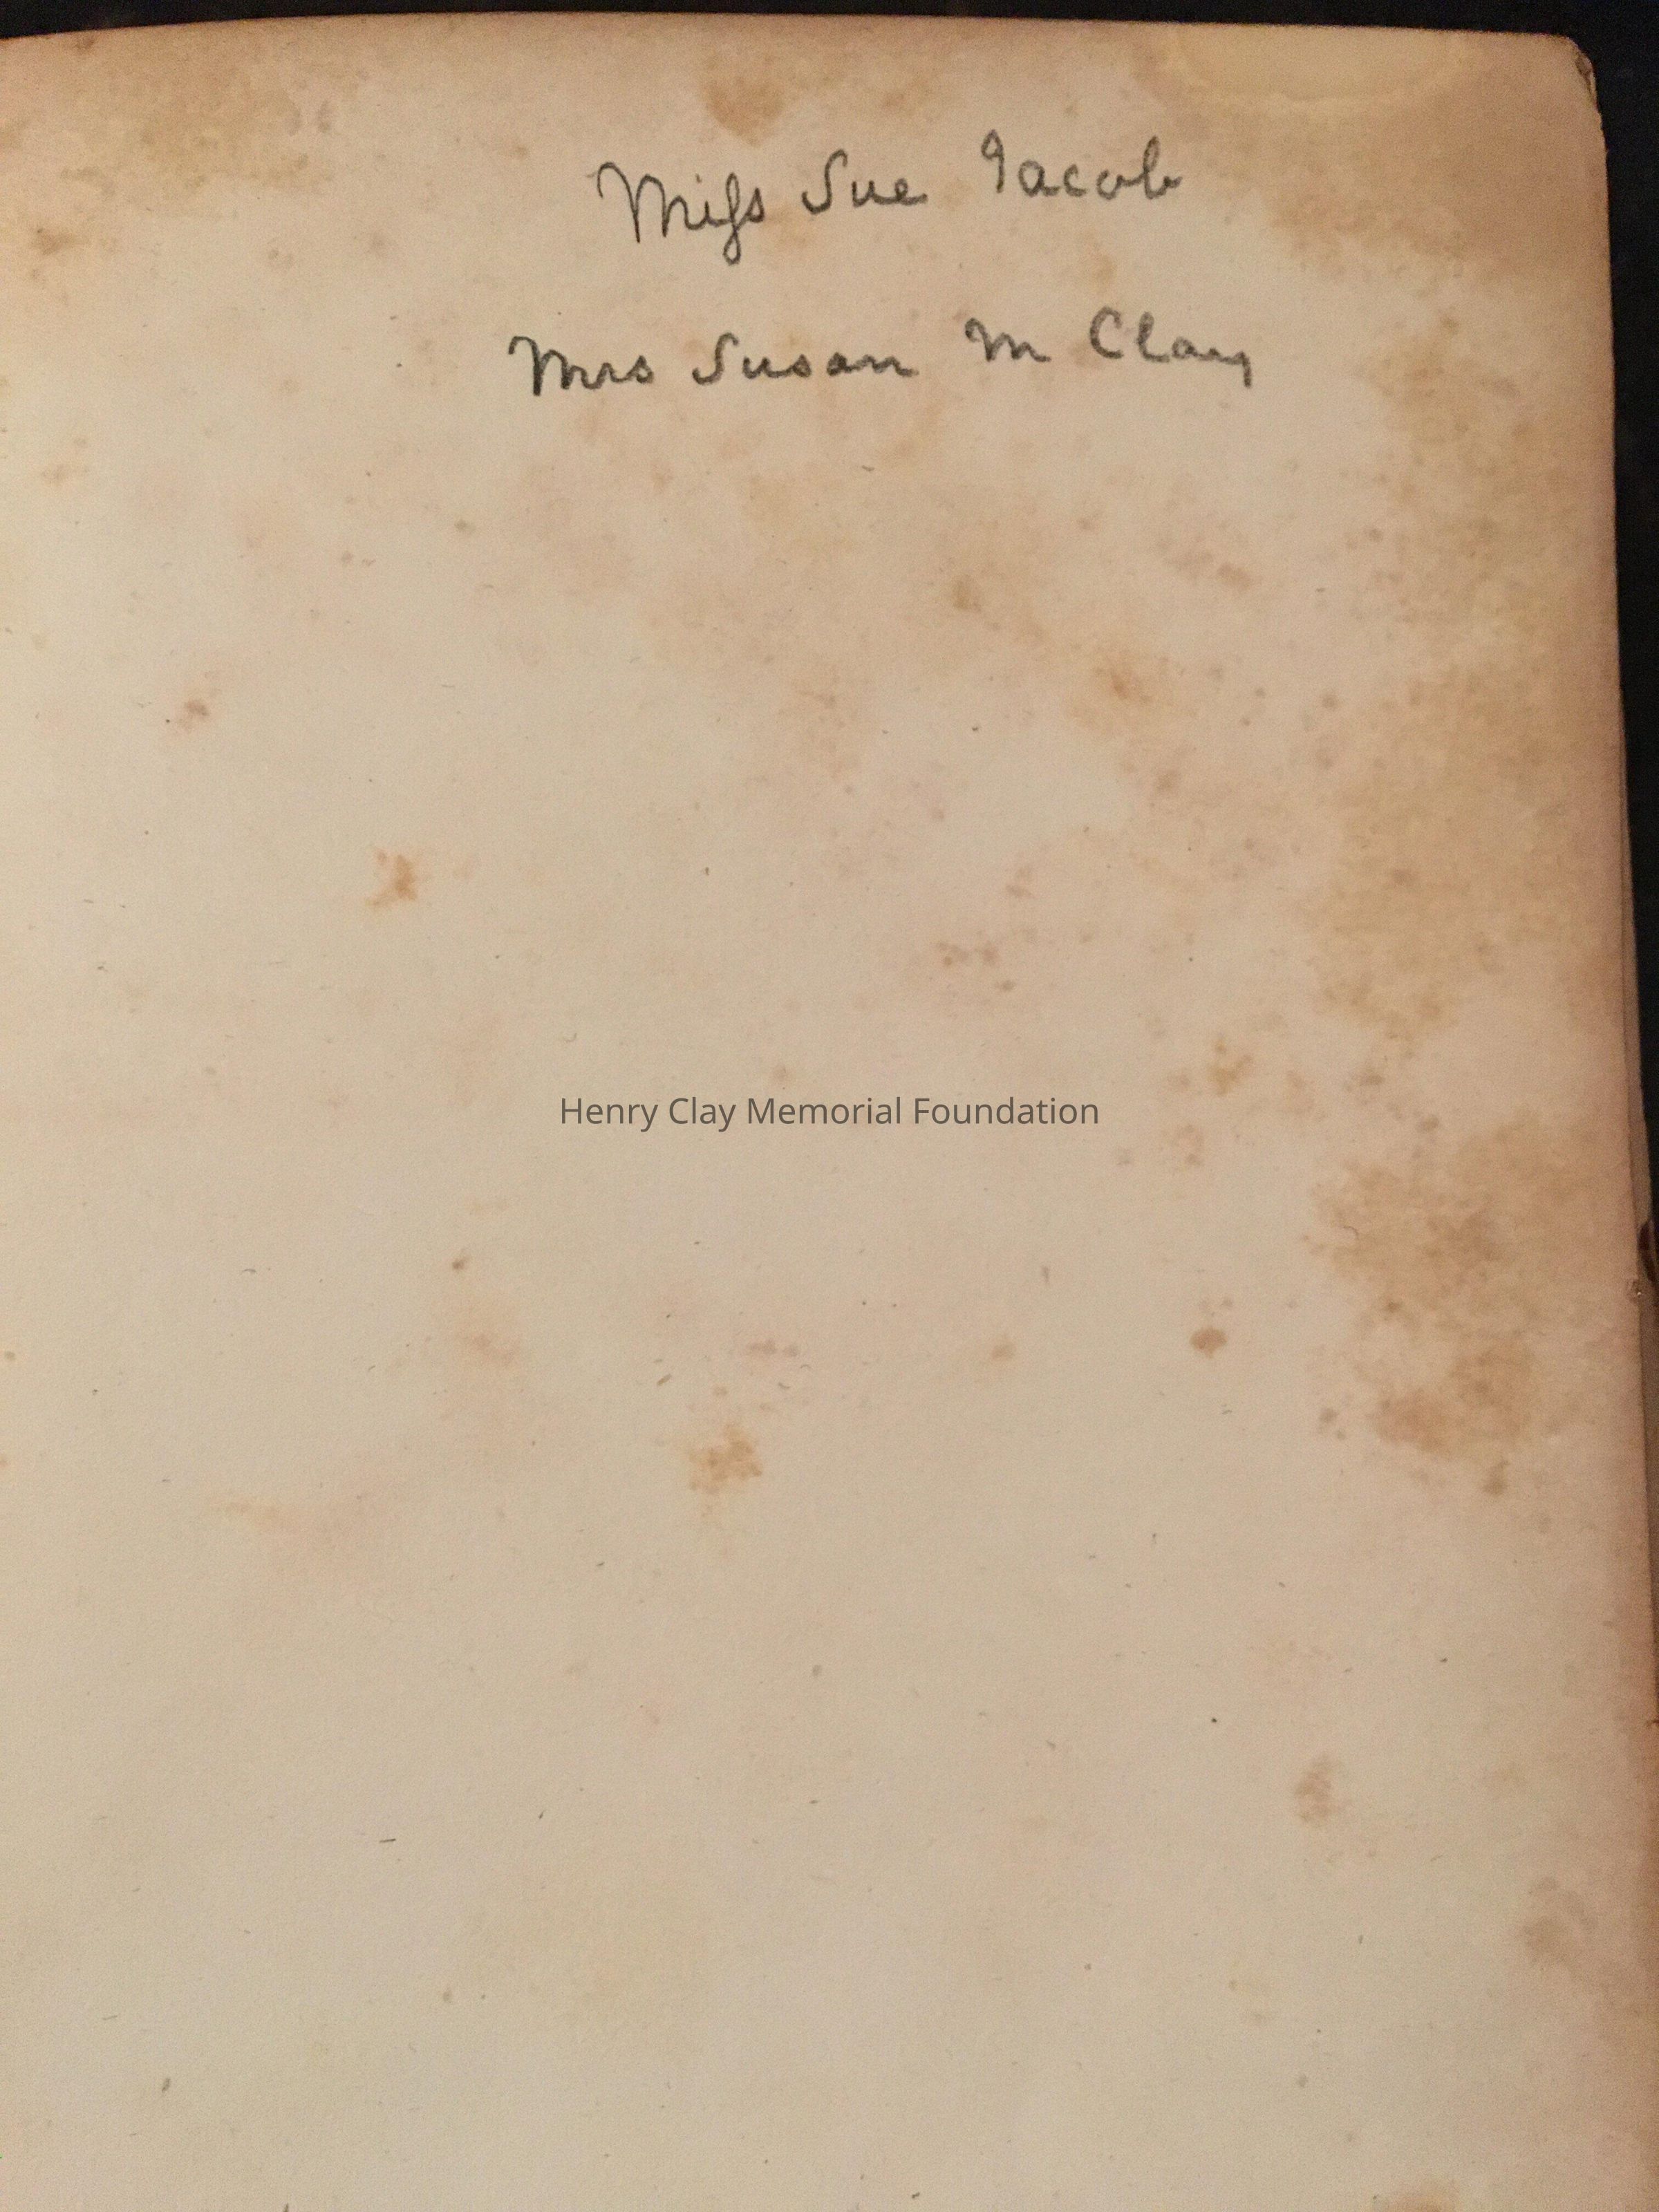 Miſs Sue Jacob
Mrs Susan M Clay
Henry Clay Memorial Foundation